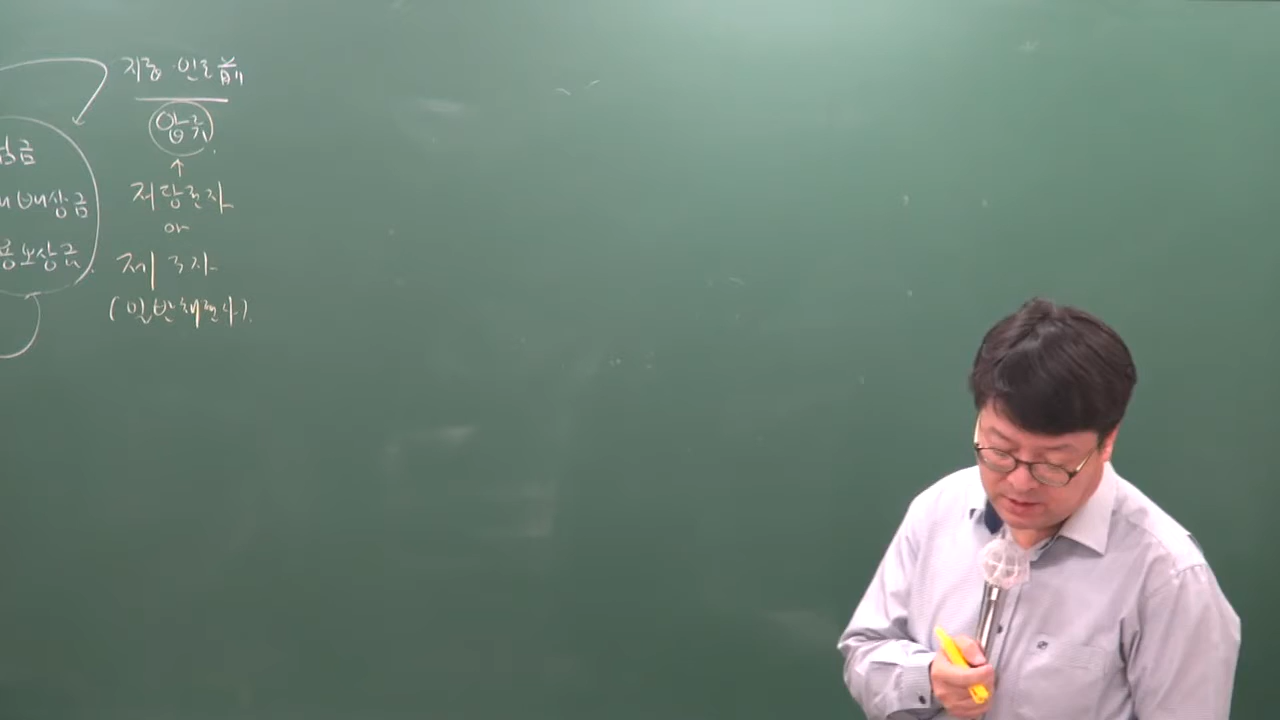 험금
배상금
용보상금
지급·인도 前
압류
저당권자
or
제3자
(일반채권자).